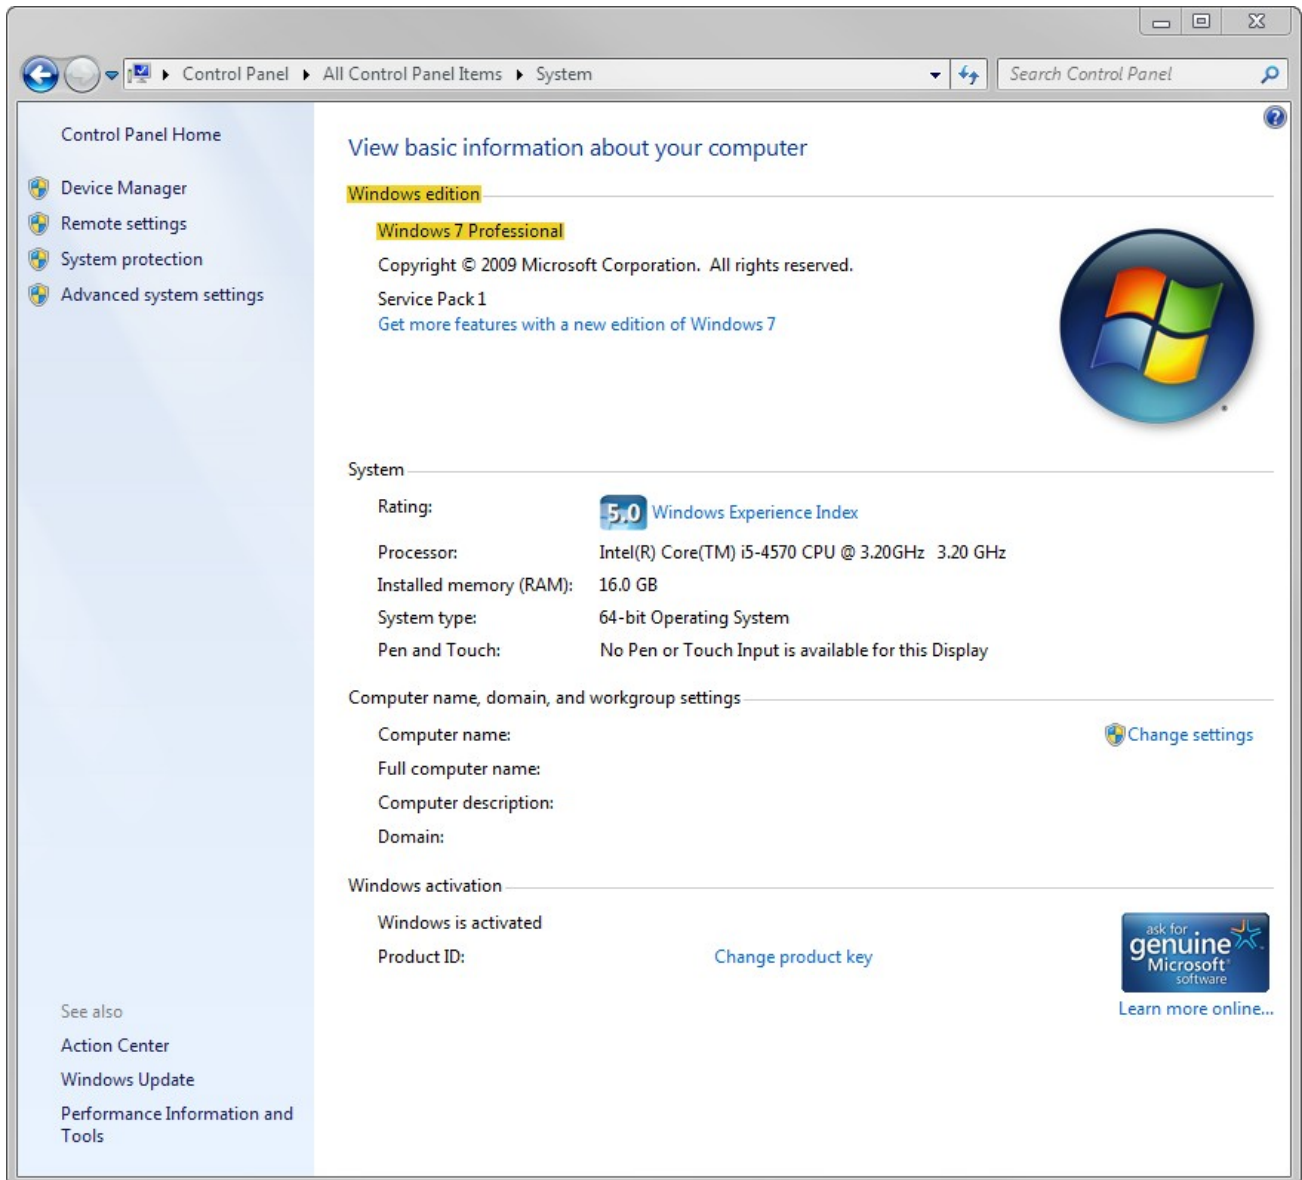 Control Panel All Control Panel Items System
Search Control Panel
Control Panel Home
Device Manager
Remote settings
System protection
Advanced system settings
See also
Action Center
Windows Update
Performance Information and
Tools
View basic information about your computer
Windows edition
Windows 7 Professional
Copyright © 2009 Microsoft Corporation. All rights reserved.
Service Pack 1
Get more features with a new edition of Windows 7
System
Rating: 5.0 Windows Experience Index
Processor: Intel(R) Core(TM) i5-4570 CPU @ 3.20GHz 3.20 GHz
Installed memory (RAM): 16.0 GB
System type: 64-bit Operating System
Pen and Touch: No Pen or Touch Input is available for this Display
Computer name, domain, and workgroup settings
Computer name: Change settings
Full computer name:
Computer description:
Domain:
Windows activation
Windows is activated
Product ID: Change product key
ask for
genuine
Microsoft
software
Learn more online...